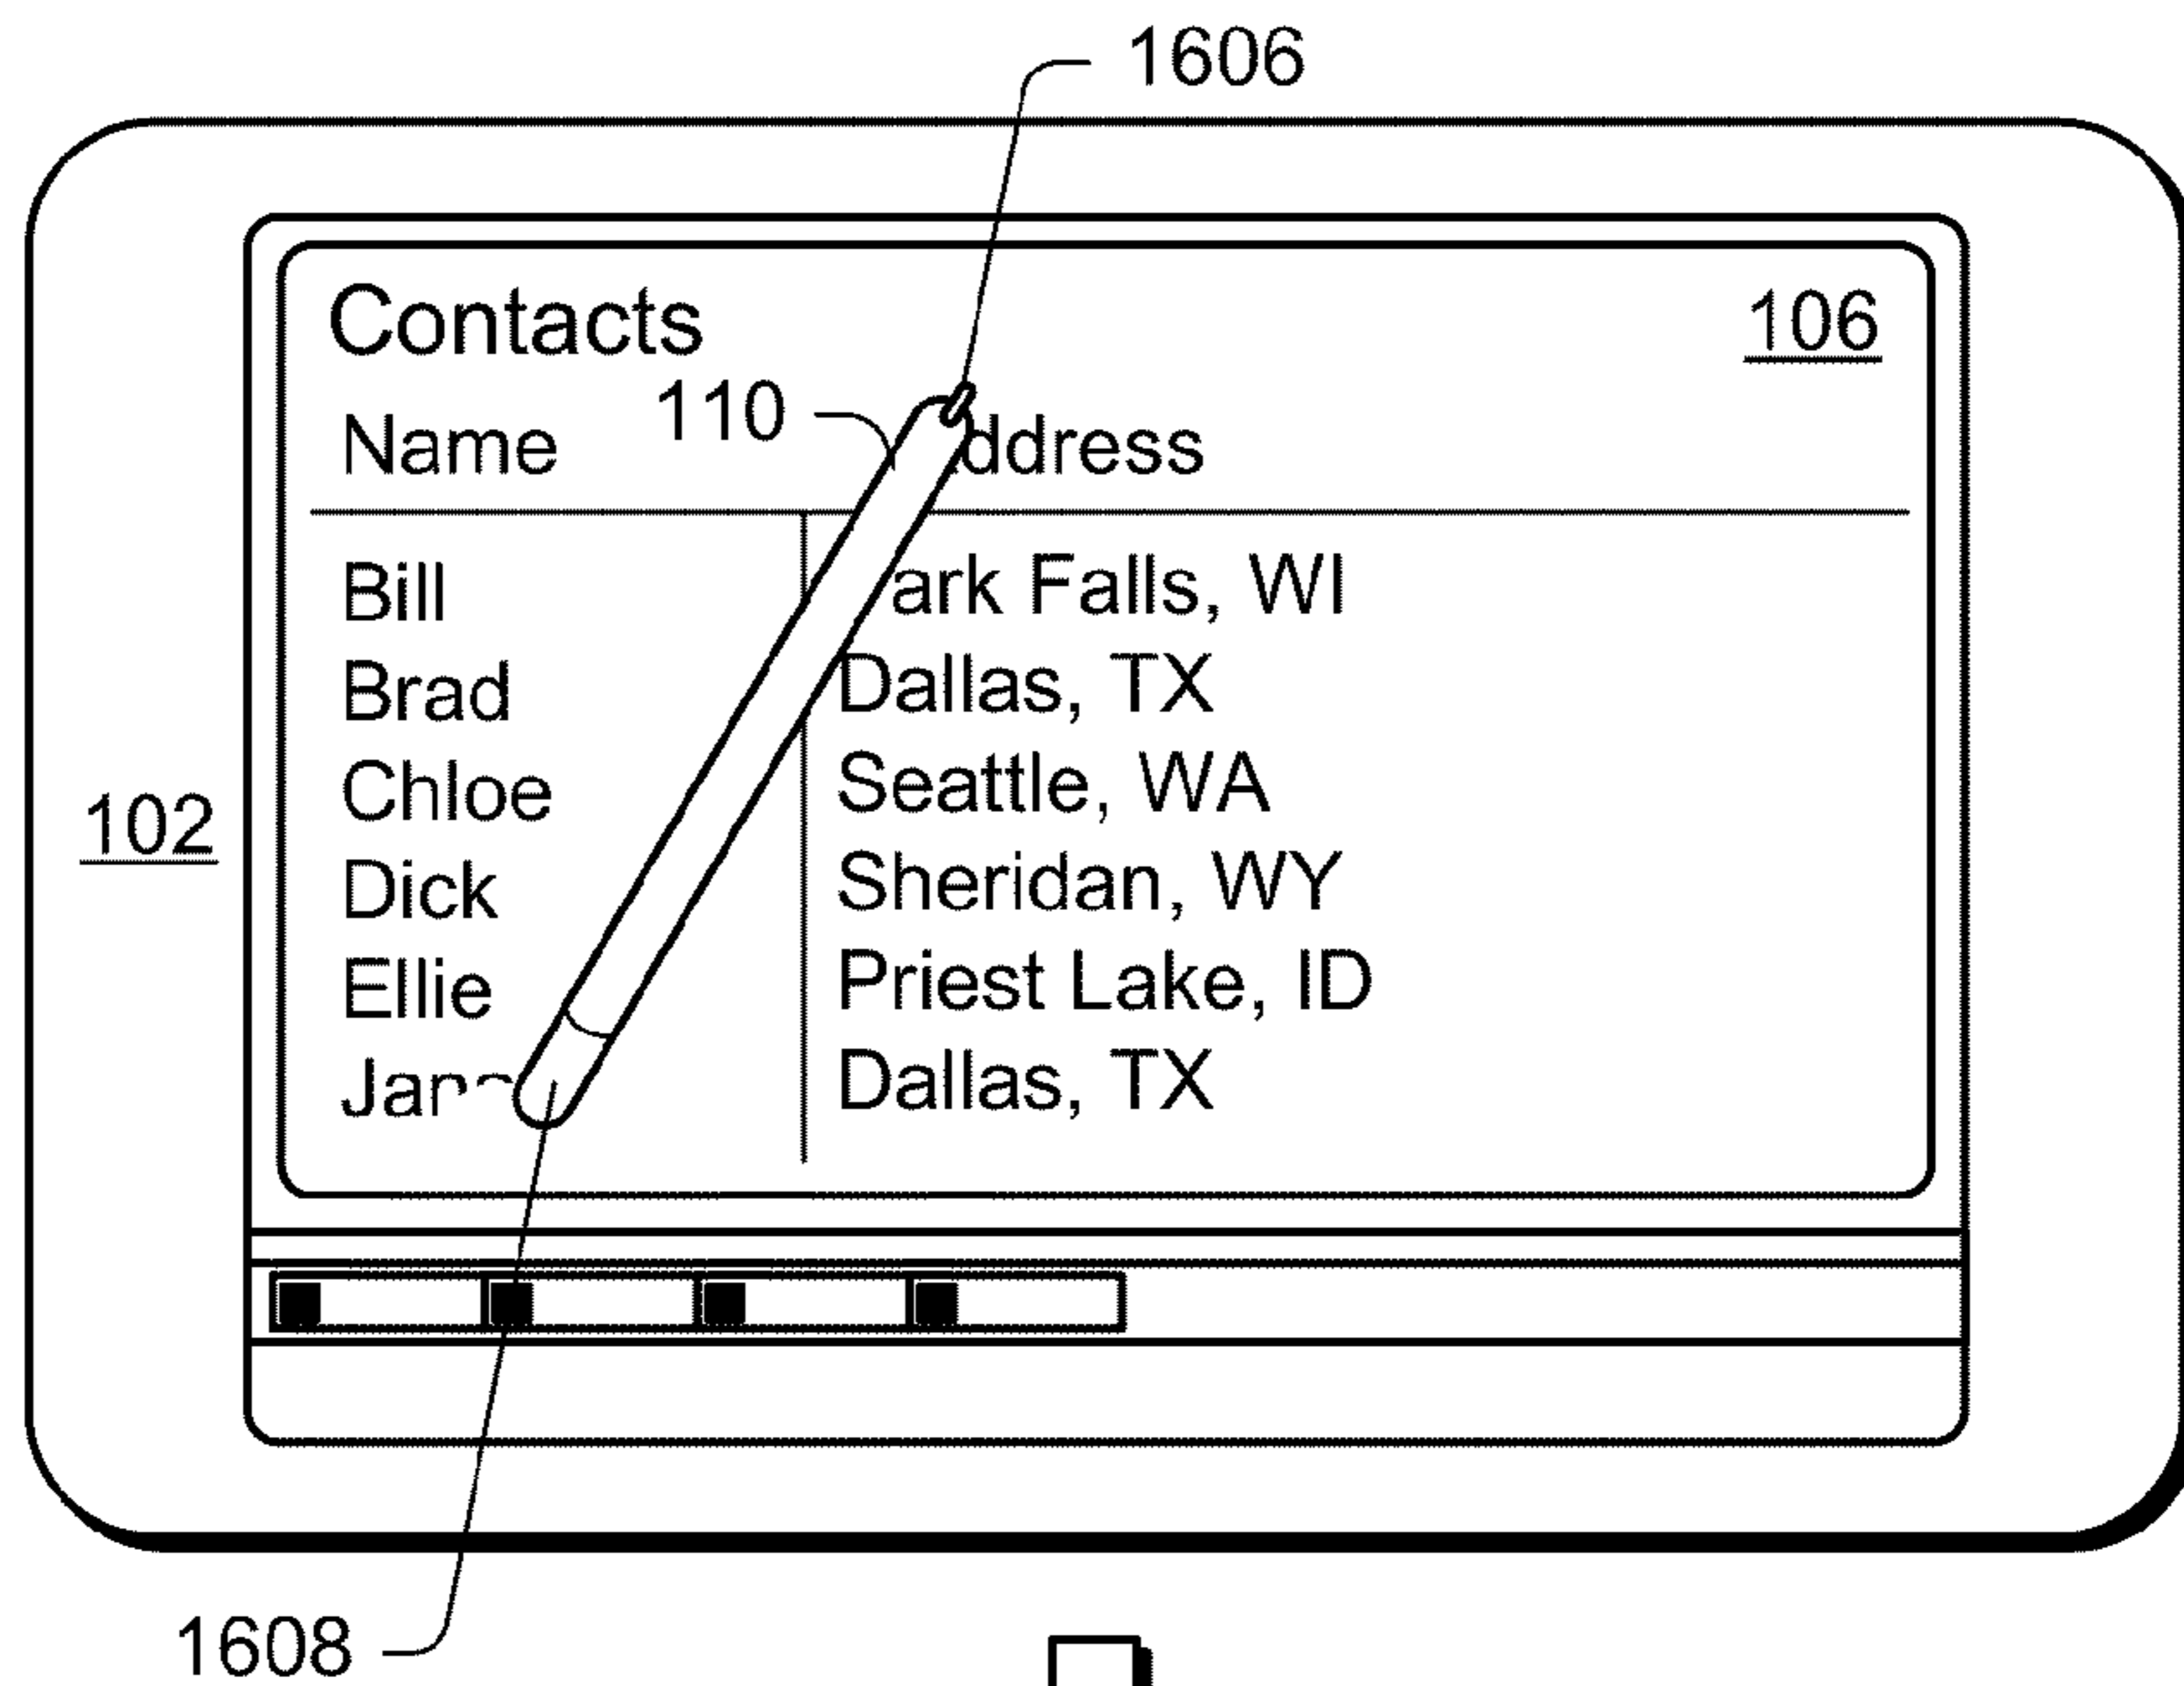 1606
Contacts 106
110
Name ddress
Bill ark Falls, WI
Brad Dallas, TX
Chloe Seattle, WA
102
Dick Sheridan, WY
Ellie Priest Lake, ID
Dallas, TX
1608